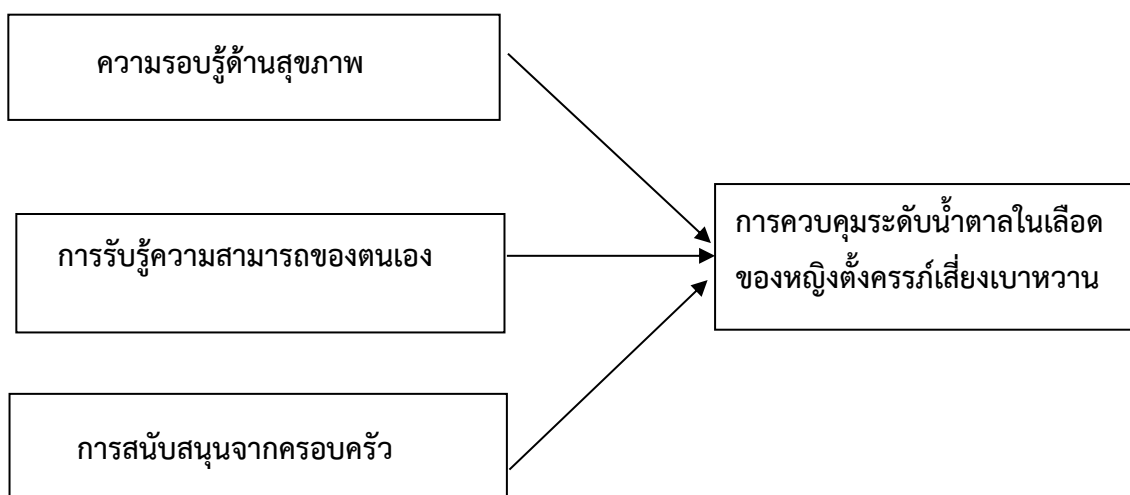 ความรอบรู้ด้านสุขภาพ
การรับรู้ความสามารถของตนเอง
การสนับสนุนจากครอบครัว
การควบคุมระดับน้ำตาลในเลือด
ของหญิงตั้งครรภ์เสี่ยงเบาหวาน